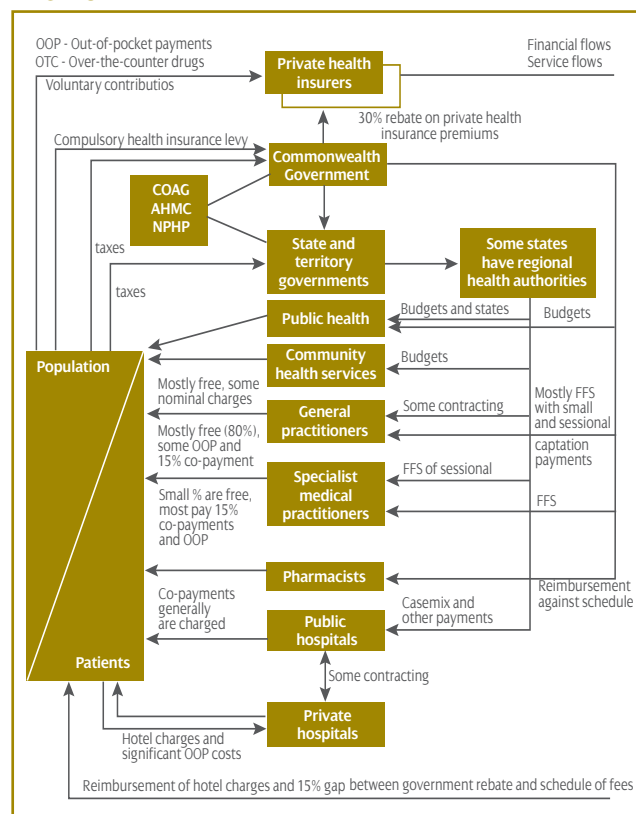 OOP - Out-of-pocket payments
OTC - Over-the-counter drugs
Voluntary contributios
Private health
insurers
Financial flows
Service flows
30% rebate on private health
insurance premiums
Compulsory health insurance levy
Commonwealth
Government
COAG
AHMC
NPHP
taxes
State and
territory
governments
Some states
have regional
health authorities
taxes
Public health
Budgets and states
Budgets
Population
Community
health services
Budgets
Mostly free, some
nominal charges
General
practitioners
Some contracting
Mostly FFS
with small
and sessional
captation
payments
Mostly free (80%),
some OOP and
15% co-payment
Specialist
medical
practitioners
FFS of sessional
Small % are free,
most pay 15%
co-payments
and OOP
FFS
Pharmacists
Reimbursement
against schedule
Co-payments
generally
are charged
Public
hospitals
Casemix and
other payments
Patients
Some contracting
Private
hospitals
Hotel charges and
significant OOP costs
Reimbursement of hotel charges and 15% gap between government rebate and schedule of fees